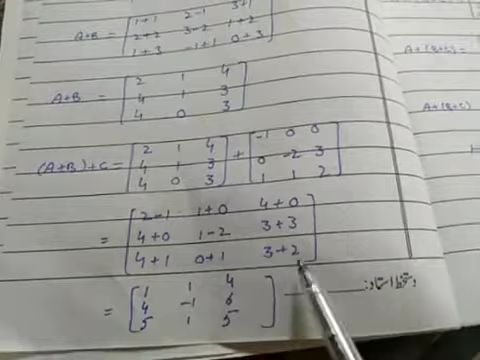 1+1 2-1 3+1
A+B = 2+2 3-2 1+2
1+3 -1+1 0+3
2 1 4
A+B = 4 1 3
4 0 3
2 1 4 -1 0 0
(A+B)+C = 4 1 3 + 0 -2 3
4 0 3 1 1 2
2-1 1+0 4+0
= 4+0 1-2 3+3
4+1 0+1 3+2
1 1 4
= 4 -1 6
5 1 5
دستخط استاد:
A+(B+C) =
A+(B+C)